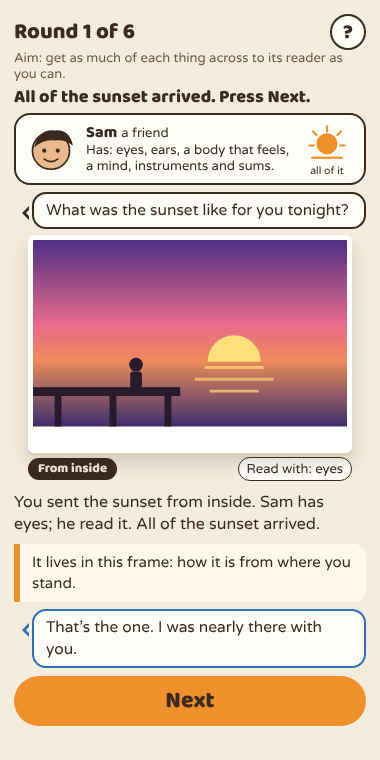 Round 1 of 6
?
Aim: get as much of each thing across to its reader as
you can.
All of the sunset arrived. Press Next.
Sam a friend
Has: eyes, ears, a body that feels,
a mind, instruments and sums.
all of it
What was the sunset like for you tonight?
From inside
Read with: eyes
You sent the sunset from inside. Sam has
eyes; he read it. All of the sunset arrived.
It lives in this frame: how it is from where you
stand.
That’s the one. I was nearly there with
you.
Next